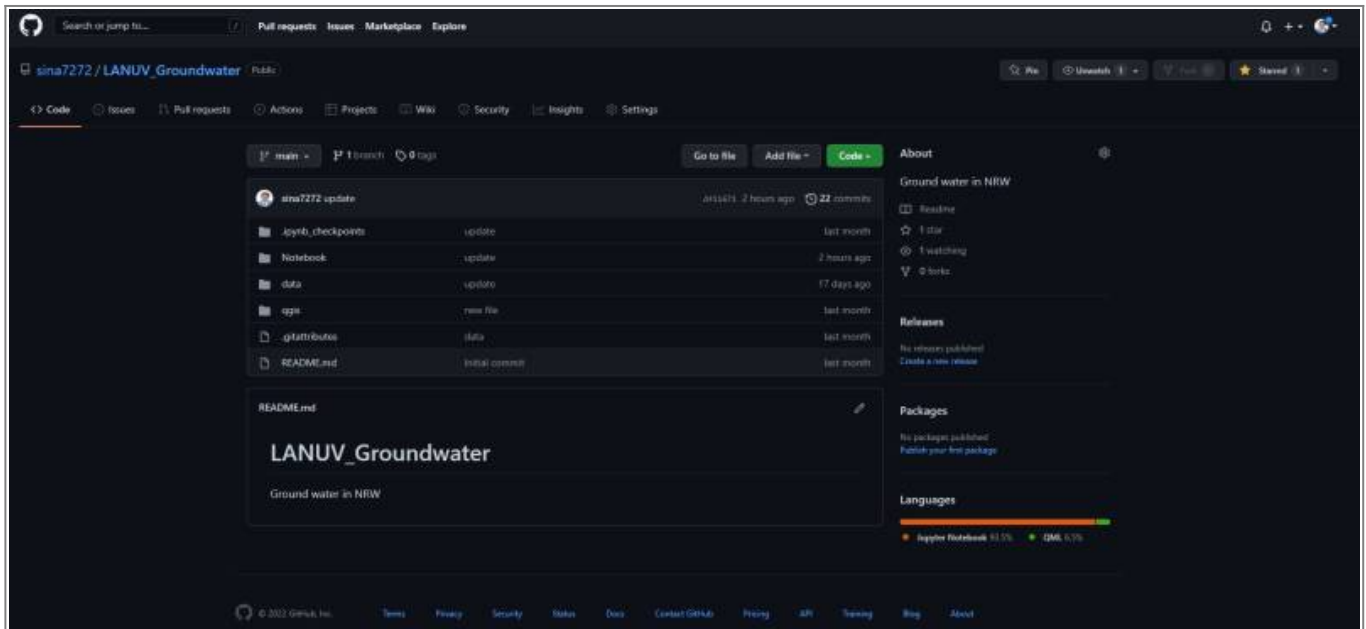 Search or jump to... /
Pull requests Issues Marketplace Explore
sina7272 / LANUV_Groundwater Public
Pin Unwatch 1 Starred 1
Code Issues Pull requests Actions Projects Wiki Security Insights Settings
main 1 branch 0 tags Go to file Add file Code
sina7272 update 2 hours ago 22 commits
.ipynb_checkpoints update last month
Notebook update 2 hours ago
data update 17 days ago
qgis new file last month
.gitattributes data last month
README.md Initial commit last month
README.md
LANUV_Groundwater
Ground water in NRW
About
Ground water in NRW
Readme
1 star
1 watching
0 forks
Releases
No releases published
Create a new release
Packages
No packages published
Publish your first package
Languages
Jupyter Notebook 93.5% QML 6.5%
© 2022 GitHub, Inc. Terms Privacy Security Status Docs Contact GitHub Pricing API Training Blog About